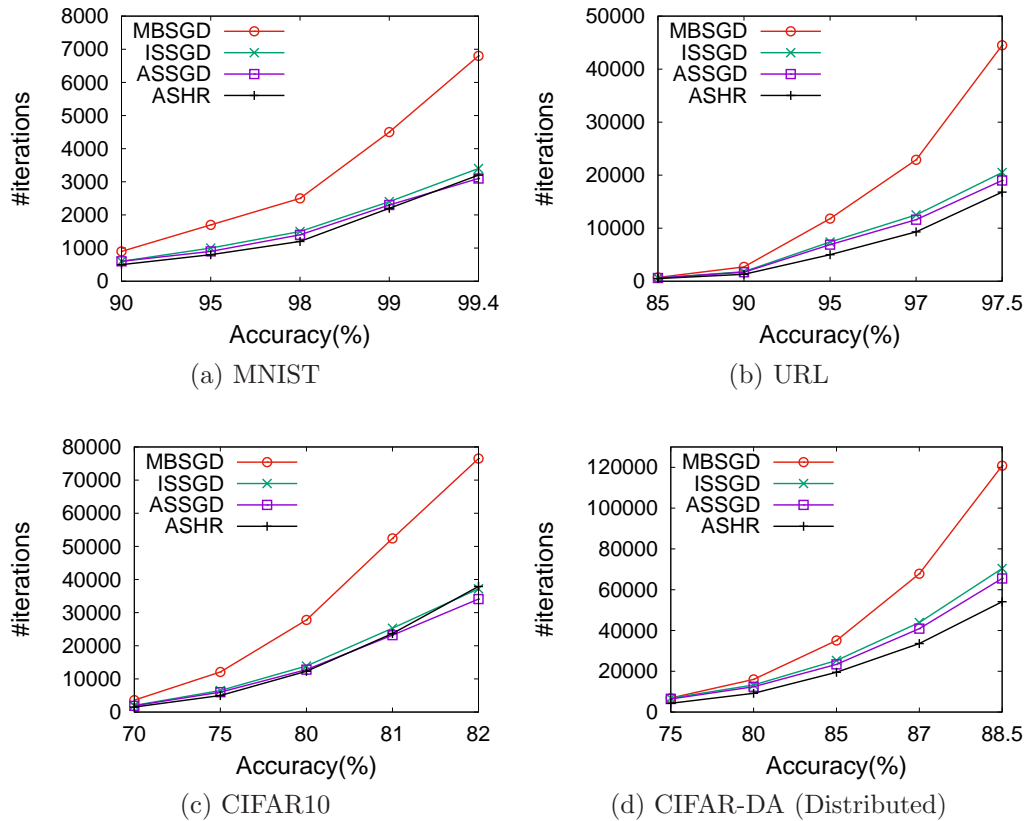 8000
7000
6000
5000
4000
3000
2000
1000
0
#iterations
MBSGD
ISSGD
ASSGD
ASHR
90 95 98 99 99.4
Accuracy(%)
(a) MNIST
50000
40000
30000
20000
10000
0
#iterations
MBSGD
ISSGD
ASSGD
ASHR
85 90 95 97 97.5
Accuracy(%)
(b) URL
80000
70000
60000
50000
40000
30000
20000
10000
0
#iterations
MBSGD
ISSGD
ASSGD
ASHR
70 75 80 81 82
Accuracy(%)
(c) CIFAR10
120000
100000
80000
60000
40000
20000
0
#iterations
MBSGD
ISSGD
ASSGD
ASHR
75 80 85 87 88.5
Accuracy(%)
(d) CIFAR-DA (Distributed)